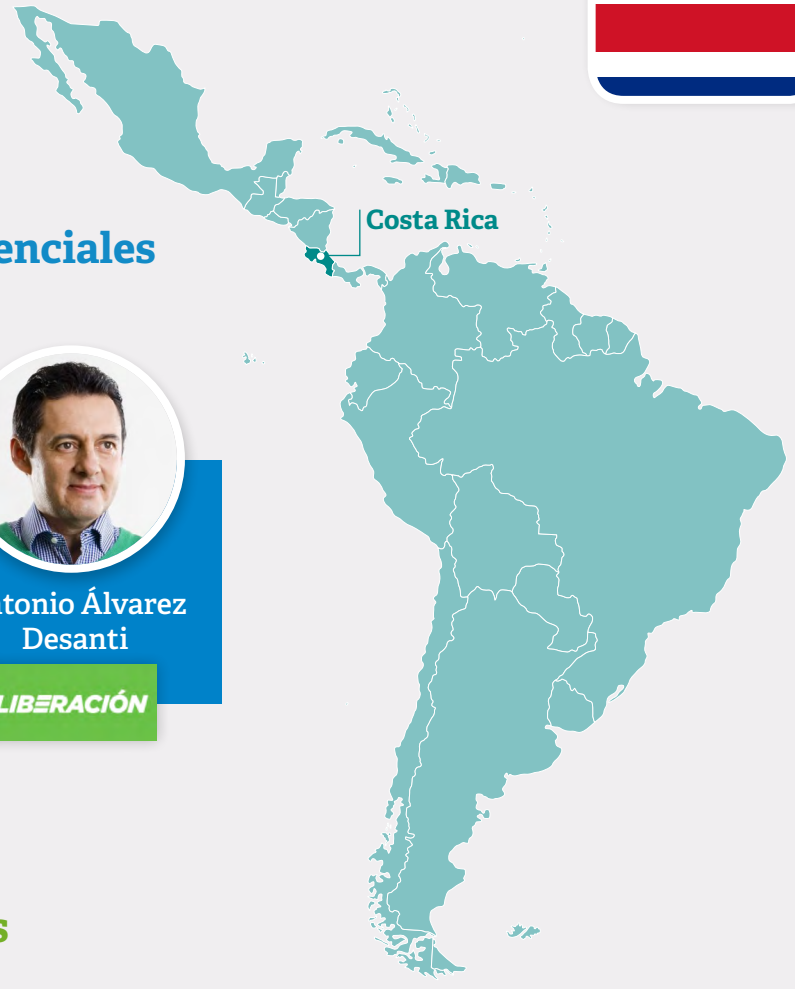 Costa Rica
enciales
tonio Álvarez
Desanti
LIBERACIÓN
s